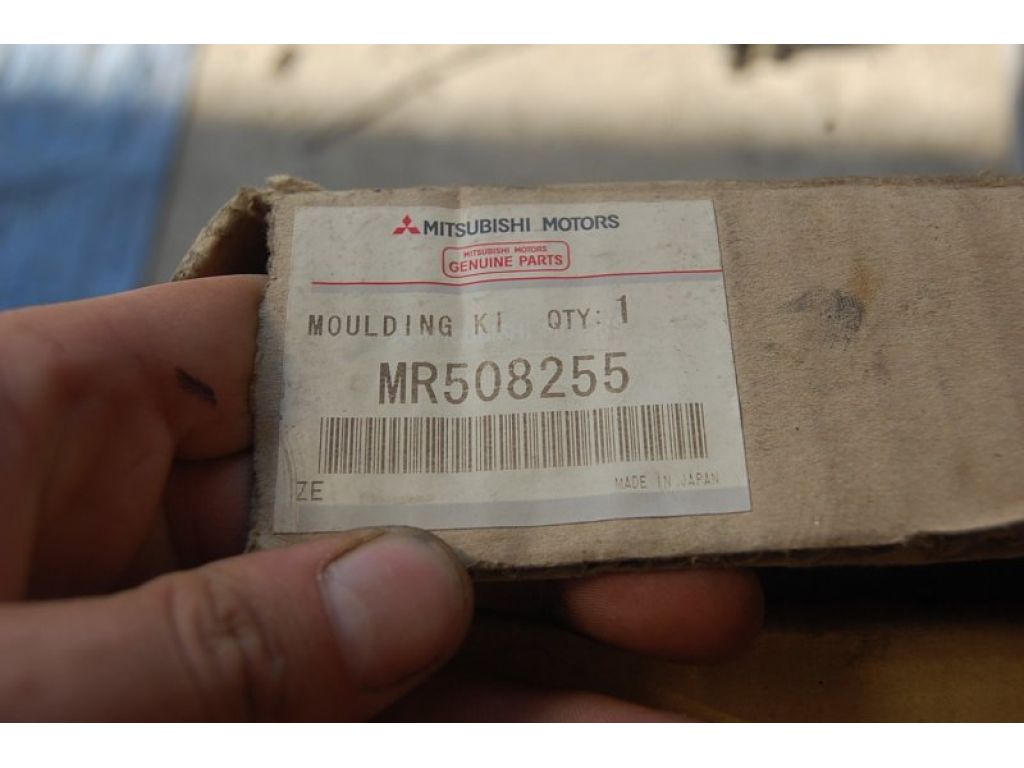 MITSUBISHI MOTORS
MITSUBISHI MOTORS
GENUINE PARTS
MOULDING KI QTY: 1
MR508255
ZE MADE IN JAPAN